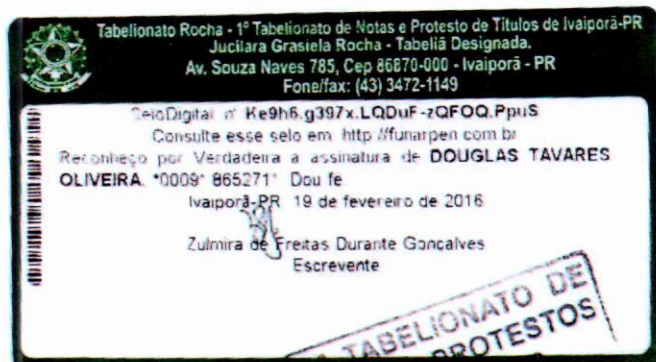 Tabelionato Rocha - 1º Tabelionato de Notas e Protesto de Títulos de Ivaiporã-PR
Jucilara Grasiela Rocha - Tabeliã Designada.
Av. Souza Naves 785, Cep 86870-000 - Ivaiporã - PR
Fone/fax: (43) 3472-1149
SeloDigital nº Ke9h6.g397x.LQDuF-zQFOQ.PpuS
Consulte esse selo em http://funarpen.com.br
Reconheço por Verdadeira a assinatura de DOUGLAS TAVARES
OLIVEIRA. *0009* 865271* Dou fé
Ivaiporã-PR 19 de fevereiro de 2016
Zulmira de Freitas Durante Gonçalves
Escrevente
TABELIONATO DE
PROTESTOS